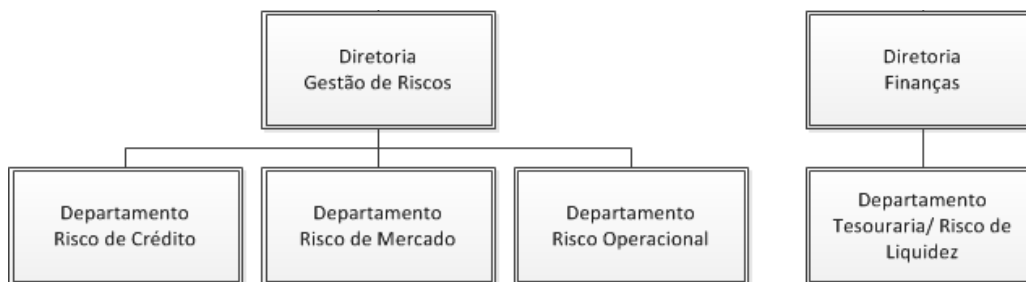 Diretoria
Gestão de Riscos
Diretoria
Finanças
Departamento
Risco de Crédito
Departamento
Risco de Mercado
Departamento
Risco Operacional
Departamento
Tesouraria/ Risco de
Liquidez